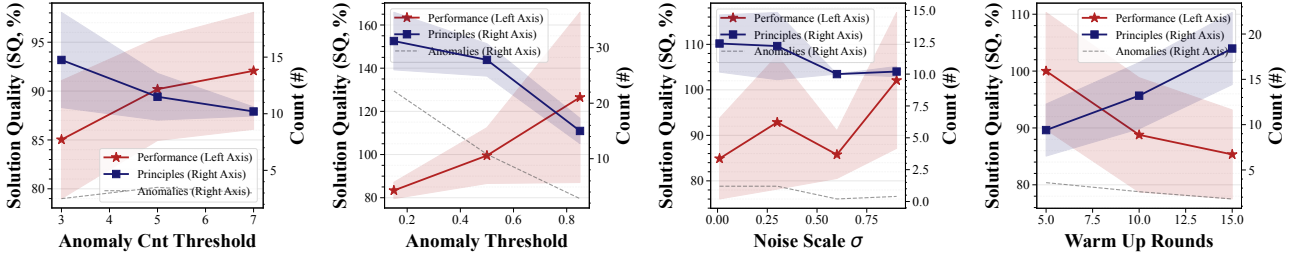 Solution Quality (SQ, %)
95
90
85
80
Performance (Left Axis)
Principles (Right Axis)
Anomalies (Right Axis)
15
10
5
Count (#)
3
4
5
6
7
Anomaly Cnt Threshold
Solution Quality (SQ, %)
160
140
120
100
80
Performance (Left Axis)
Principles (Right Axis)
Anomalies (Right Axis)
30
20
10
Count (#)
0.2
0.4
0.6
0.8
Anomaly Threshold
Solution Quality (SQ, %)
110
100
90
80
Performance (Left Axis)
Principles (Right Axis)
Anomalies (Right Axis)
15.0
12.5
10.0
7.5
5.0
2.5
0.0
Count (#)
0.00
0.25
0.50
0.75
Noise Scale σ
Solution Quality (SQ, %)
110
100
90
80
Performance (Left Axis)
Principles (Right Axis)
Anomalies (Right Axis)
20
15
10
5
Count (#)
5.0
7.5
10.0
12.5
15.0
Warm Up Rounds